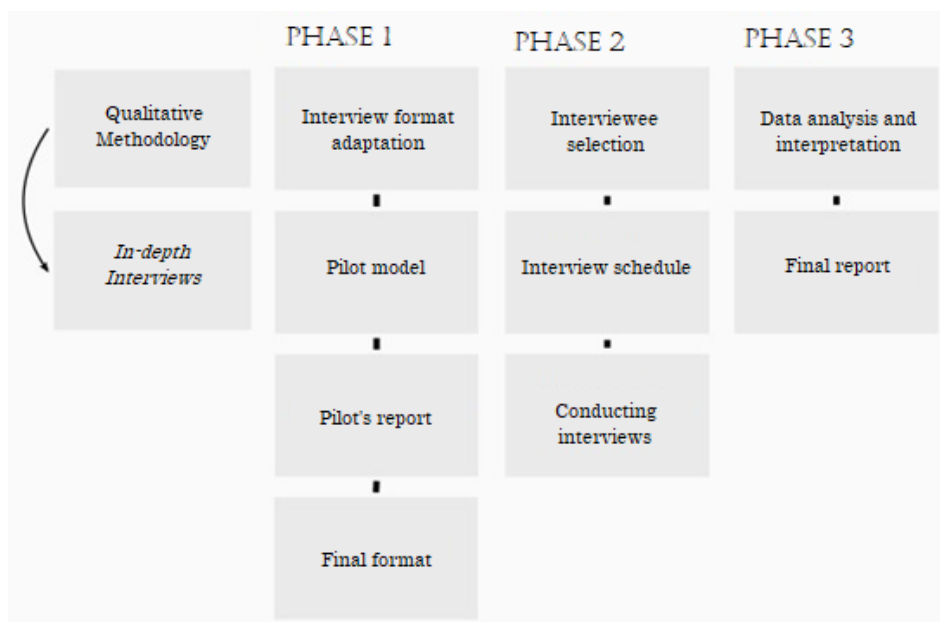 PHASE 1
PHASE 2
PHASE 3
Qualitative
Methodology
In-depth
Interviews
Interview format
adaptation
Pilot model
Pilot's report
Final format
Interviewee
selection
Interview schedule
Conducting
interviews
Data analysis and
interpretation
Final report